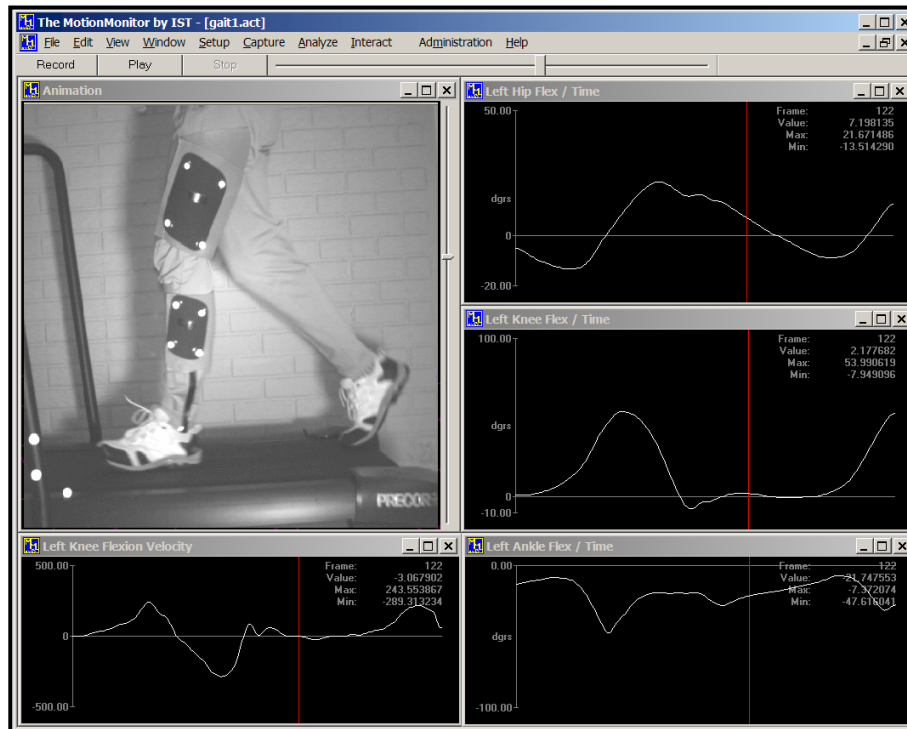 The MotionMonitor by IST - [gait1.act]
File Edit View Window Setup Capture Analyze Interact Administration Help
Record Play Stop
Animation
PRECOR
Left Hip Flex / Time
50.00
dgrs
0
-20.00
Frame: 122
Value: 7.198135
Max: 21.671486
Min: -13.514290
Left Knee Flex / Time
100.00
dgrs
0
-10.00
Frame: 122
Value: 2.177682
Max: 53.990619
Min: -7.949096
Left Knee Flexion Velocity
500.00
0
-500.00
Frame: 122
Value: -3.067902
Max: 243.553867
Min: -289.313234
Left Ankle Flex / Time
0.00
dgrs
-100.00
Frame: 122
Value: -21.747553
Max: -7.372074
Min: -47.616041